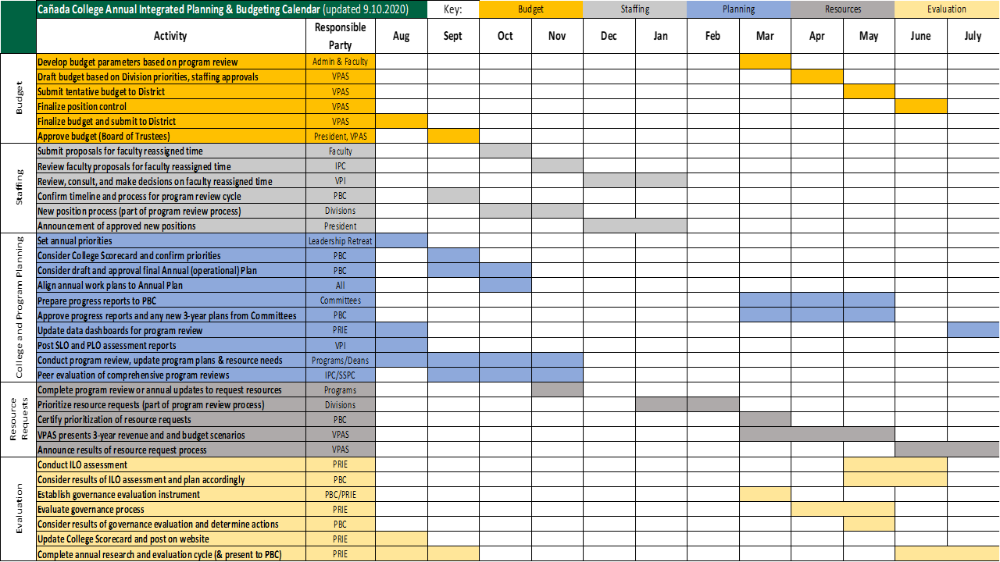 Cañada College Annual Integrated Planning & Budgeting Calendar (updated 9.10.2020) Key: Budget Staffing Planning Resources Evaluation
Activity Responsible Party Aug Sept Oct Nov Dec Jan Feb Mar Apr May June July
Budget
Develop budget parameters based on program review Admin & Faculty
Draft budget based on Division priorities, staffing approvals VPAS
Submit tentative budget to District VPAS
Finalize position control VPAS
Finalize budget and submit to District VPAS
Approve budget (Board of Trustees) President, VPAS
Staffing
Submit proposals for faculty reassigned time Faculty
Review faculty proposals for faculty reassigned time IPC
Review, consult, and make decisions on faculty reassigned time VPI
Confirm timeline and process for program review cycle PBC
New position process (part of program review process) Divisions
Announcement of approved new positions President
College and Program Planning
Set annual priorities Leadership Retreat
Consider College Scorecard and confirm priorities PBC
Consider draft and approval final Annual (operational) Plan PBC
Align annual work plans to Annual Plan All
Prepare progress reports to PBC Committees
Approve progress reports and any new 3-year plans from Committees PBC
Update data dashboards for program review PRIE
Post SLO and PLO assessment reports VPI
Conduct program review, update program plans & resource needs Programs/Deans
Peer evaluation of comprehensive program reviews IPC/SSPC
Resource Requests
Complete program review or annual updates to request resources Programs
Prioritize resource requests (part of program review process) Divisions
Certify prioritization of resource requests PBC
VPAS presents 3-year revenue and and budget scenarios VPAS
Announce results of resource request process VPAS
Evaluation
Conduct ILO assessment PRIE
Consider results of ILO assessment and plan accordingly PBC
Establish governance evaluation instrument PBC/PRIE
Evaluate governance process PRIE
Consider results of governance evaluation and determine actions PBC
Update College Scorecard and post on website PRIE
Complete annual research and evaluation cycle (& present to PBC) PRIE